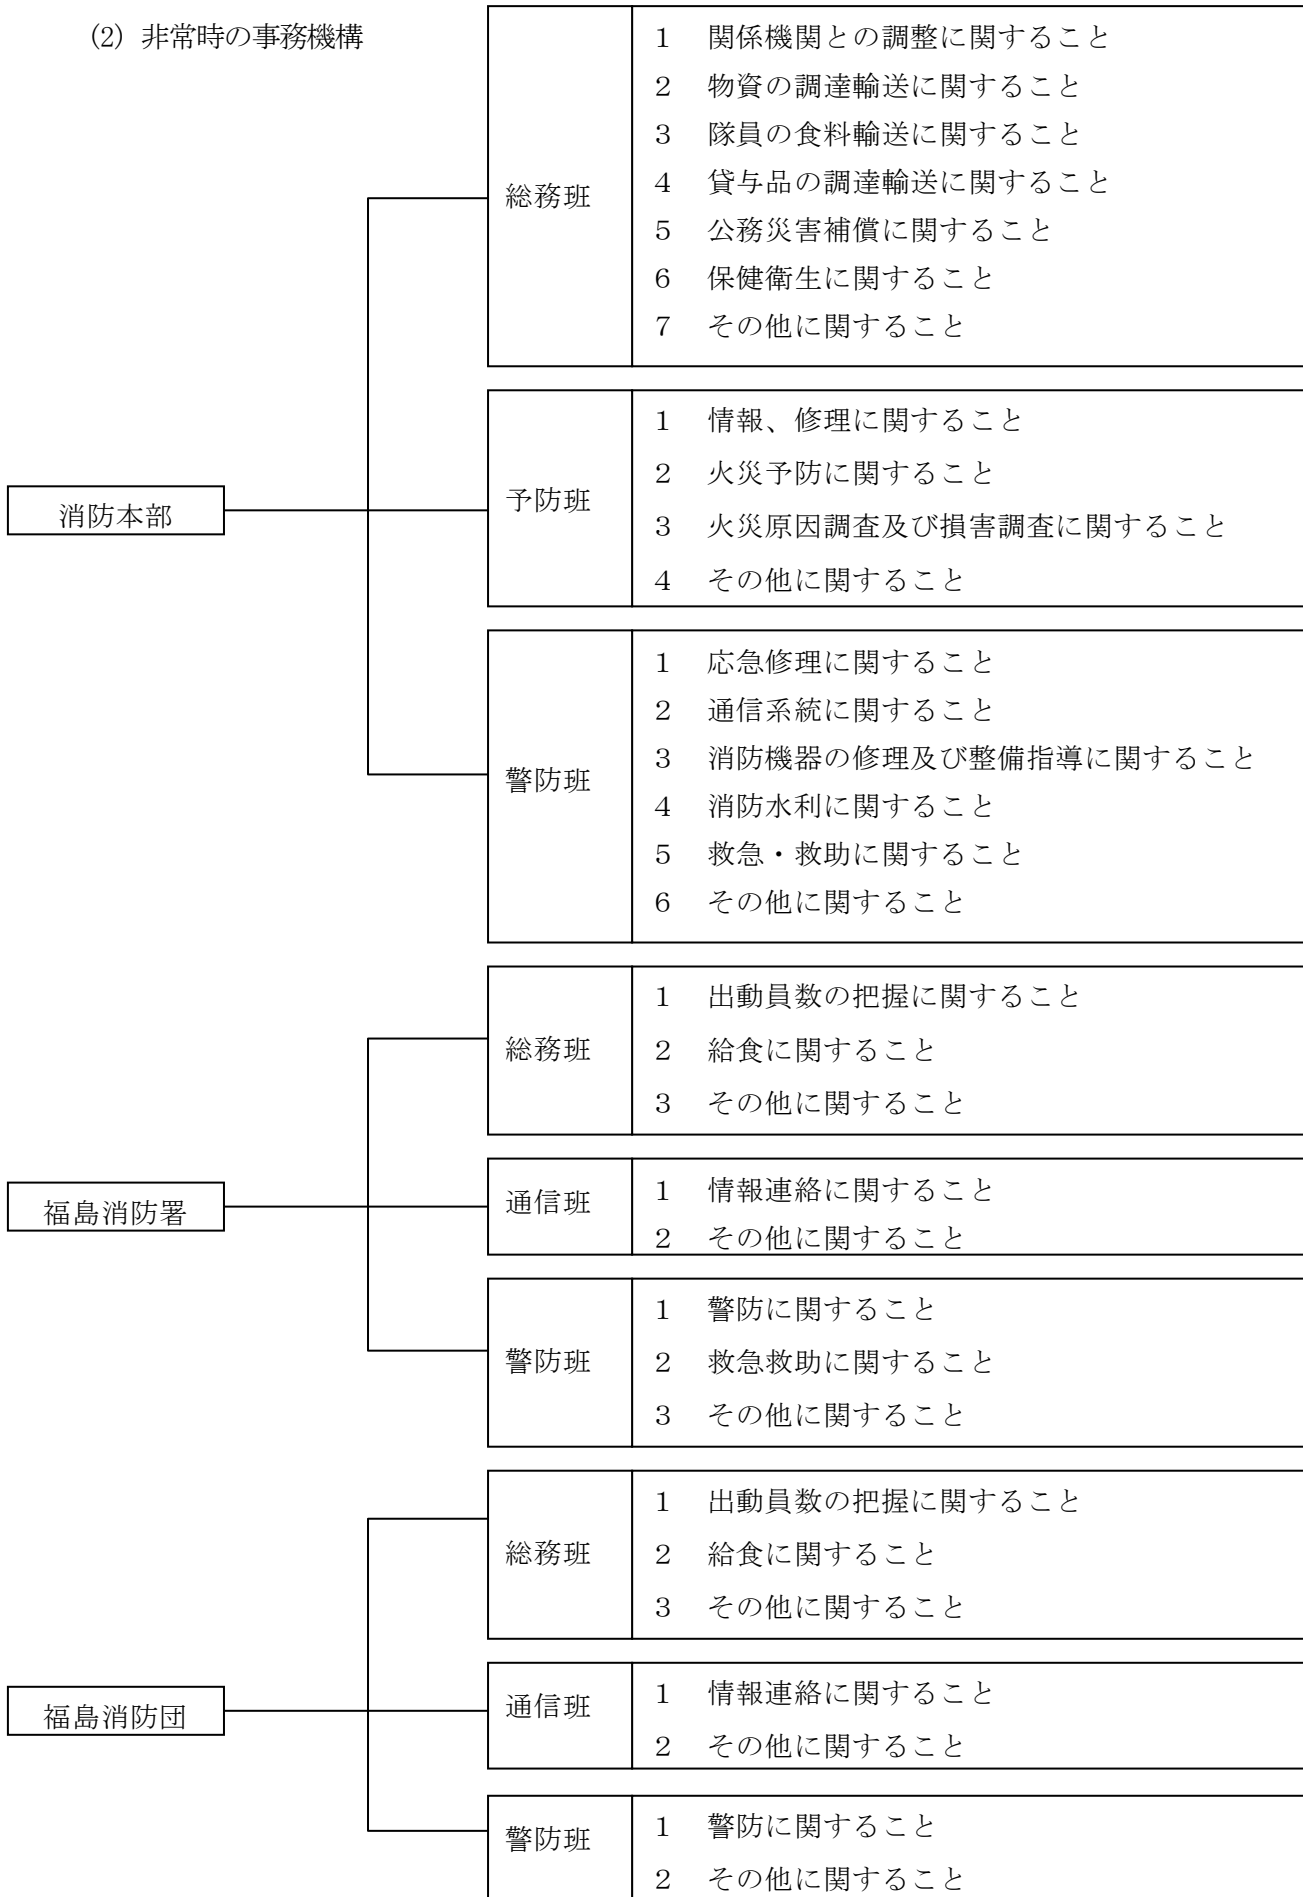 (2) 非常時の事務機構
消防本部
総務班
1 関係機関との調整に関すること
2 物資の調達輸送に関すること
3 隊員の食料輸送に関すること
4 貸与品の調達輸送に関すること
5 公務災害補償に関すること
6 保健衛生に関すること
7 その他に関すること
予防班
1 情報、修理に関すること
2 火災予防に関すること
3 火災原因調査及び損害調査に関すること
4 その他に関すること
警防班
1 応急修理に関すること
2 通信系統に関すること
3 消防機器の修理及び整備指導に関すること
4 消防水利に関すること
5 救急・救助に関すること
6 その他に関すること
福島消防署
総務班
1 出動員数の把握に関すること
2 給食に関すること
3 その他に関すること
通信班
1 情報連絡に関すること
2 その他に関すること
警防班
1 警防に関すること
2 救急救助に関すること
3 その他に関すること
福島消防団
総務班
1 出動員数の把握に関すること
2 給食に関すること
3 その他に関すること
通信班
1 情報連絡に関すること
2 その他に関すること
警防班
1 警防に関すること
2 その他に関すること